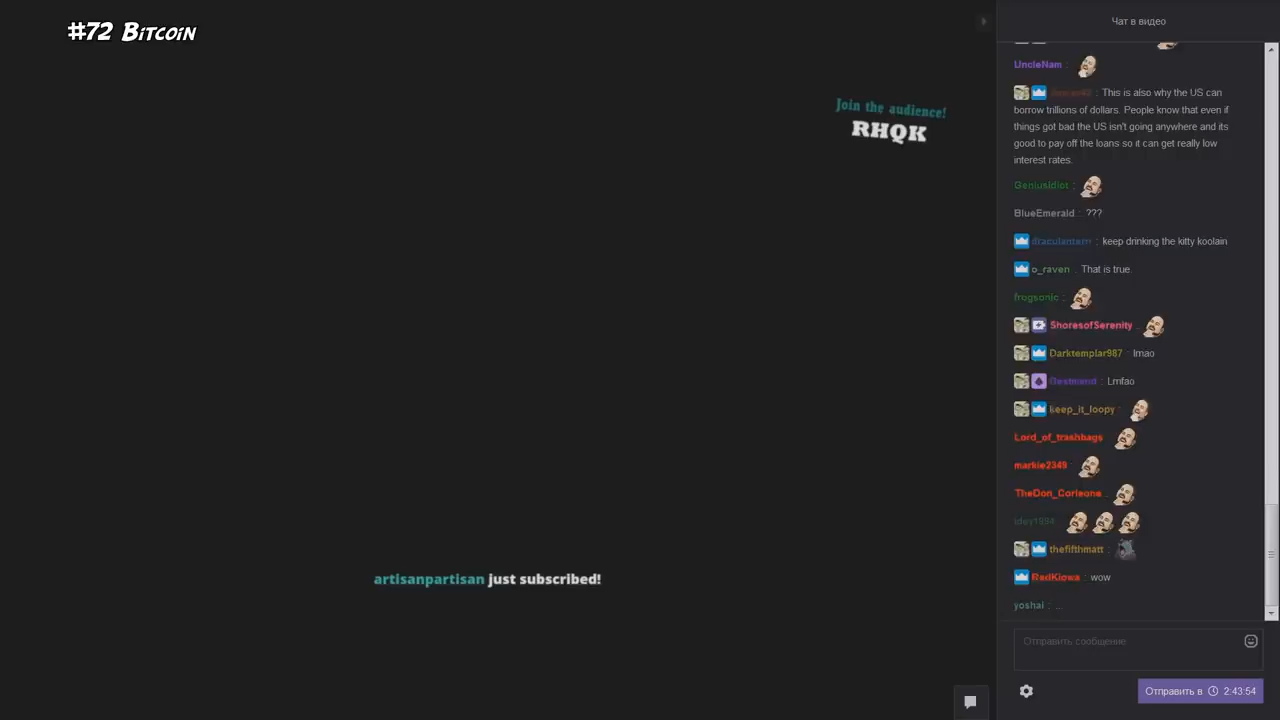 #72 Bitcoin
Join the audience!
RHQK
artisanpartisan just subscribed!
Чат в видео
UncleNam :
: This is also why the US can
borrow trillions of dollars. People know that even if
things got bad the US isn't going anywhere and its
good to pay off the loans so it can get really low
interest rates.
GeniusIdiot :
BlueEmerald : ???
draculantern : keep drinking the kitty koolain
o_raven : That is true.
frogsonic :
ShoresofSerenity :
Darktemplar987 : lmao
: Lmfao
keep_it_loopy :
Lord_of_trashbags
markie2349 :
TheDon_Corleone :
idey1994
thefifthmatt :
RedKiowa : wow
yoshai : ...
Отправить сообщение
Отправить в 2:43:54